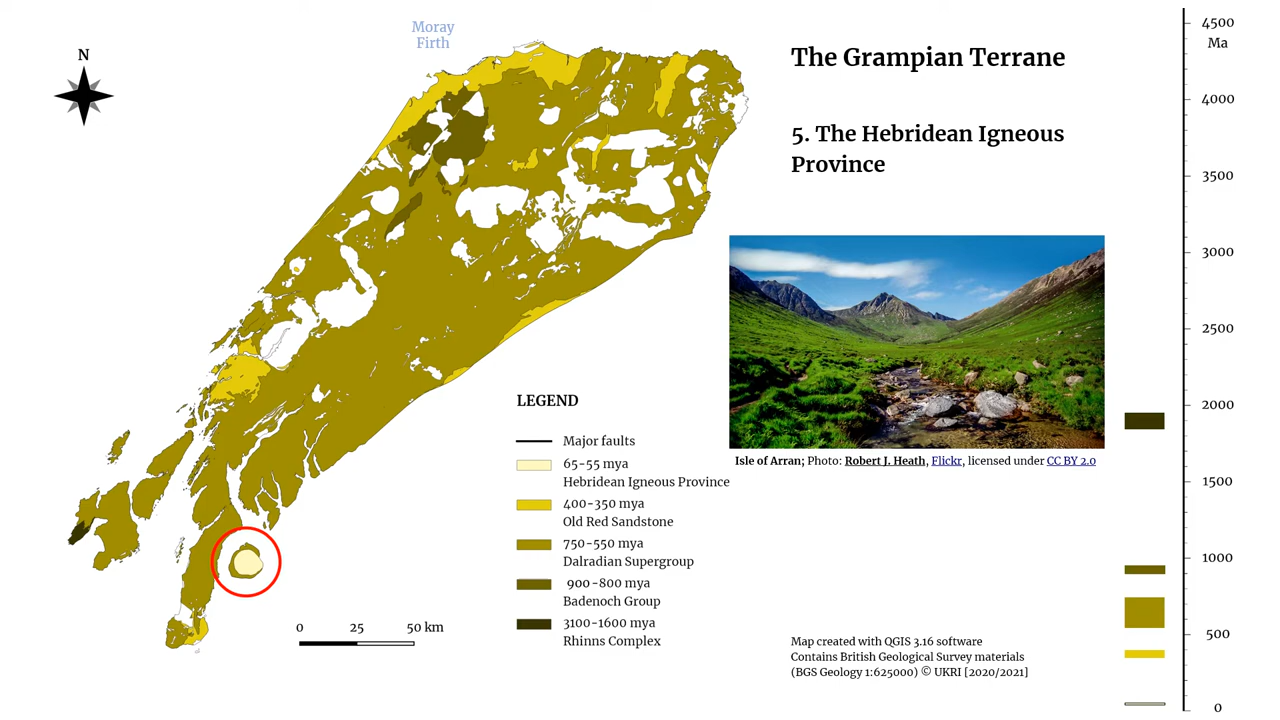 Moray
Firth
N
The Grampian Terrane
5. The Hebridean Igneous
Province
Isle of Arran; Photo: Robert J. Heath, Flickr, licensed under CC BY 2.0
LEGEND
Major faults
65-55 mya
Hebridean Igneous Province
400-350 mya
Old Red Sandstone
750-550 mya
Dalradian Supergroup
900-800 mya
Badenoch Group
3100-1600 mya
Rhinns Complex
0 25 50 km
Map created with QGIS 3.16 software
Contains British Geological Survey materials
(BGS Geology 1:625000) © UKRI [2020/2021]
4500
Ma
4000
3500
3000
2500
2000
1500
1000
500
0